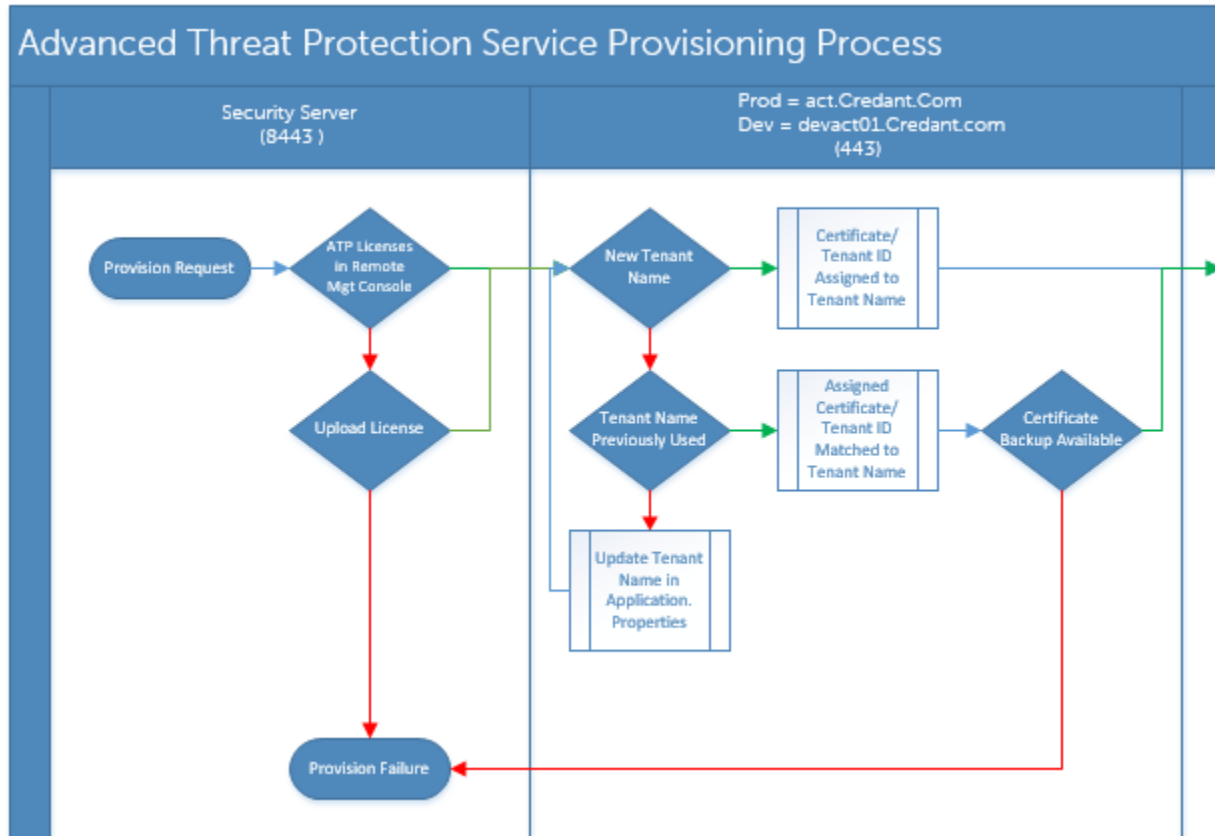 Advanced Threat Protection Service Provisioning Process
Security Server
(8443 )
Prod = act.Credant.Com
Dev = devact01.Credant.com
(443)
Provision Request
ATP Licenses
in Remote
Mgt Console
New Tenant
Name
Certificate/
Tenant ID
Assigned to
Tenant Name
Upload License
Tenant Name
Previously Used
Assigned
Certificate/
Tenant ID
Matched to
Tenant Name
Certificate
Backup Available
Update Tenant
Name in
Application.
Properties
Provision Failure